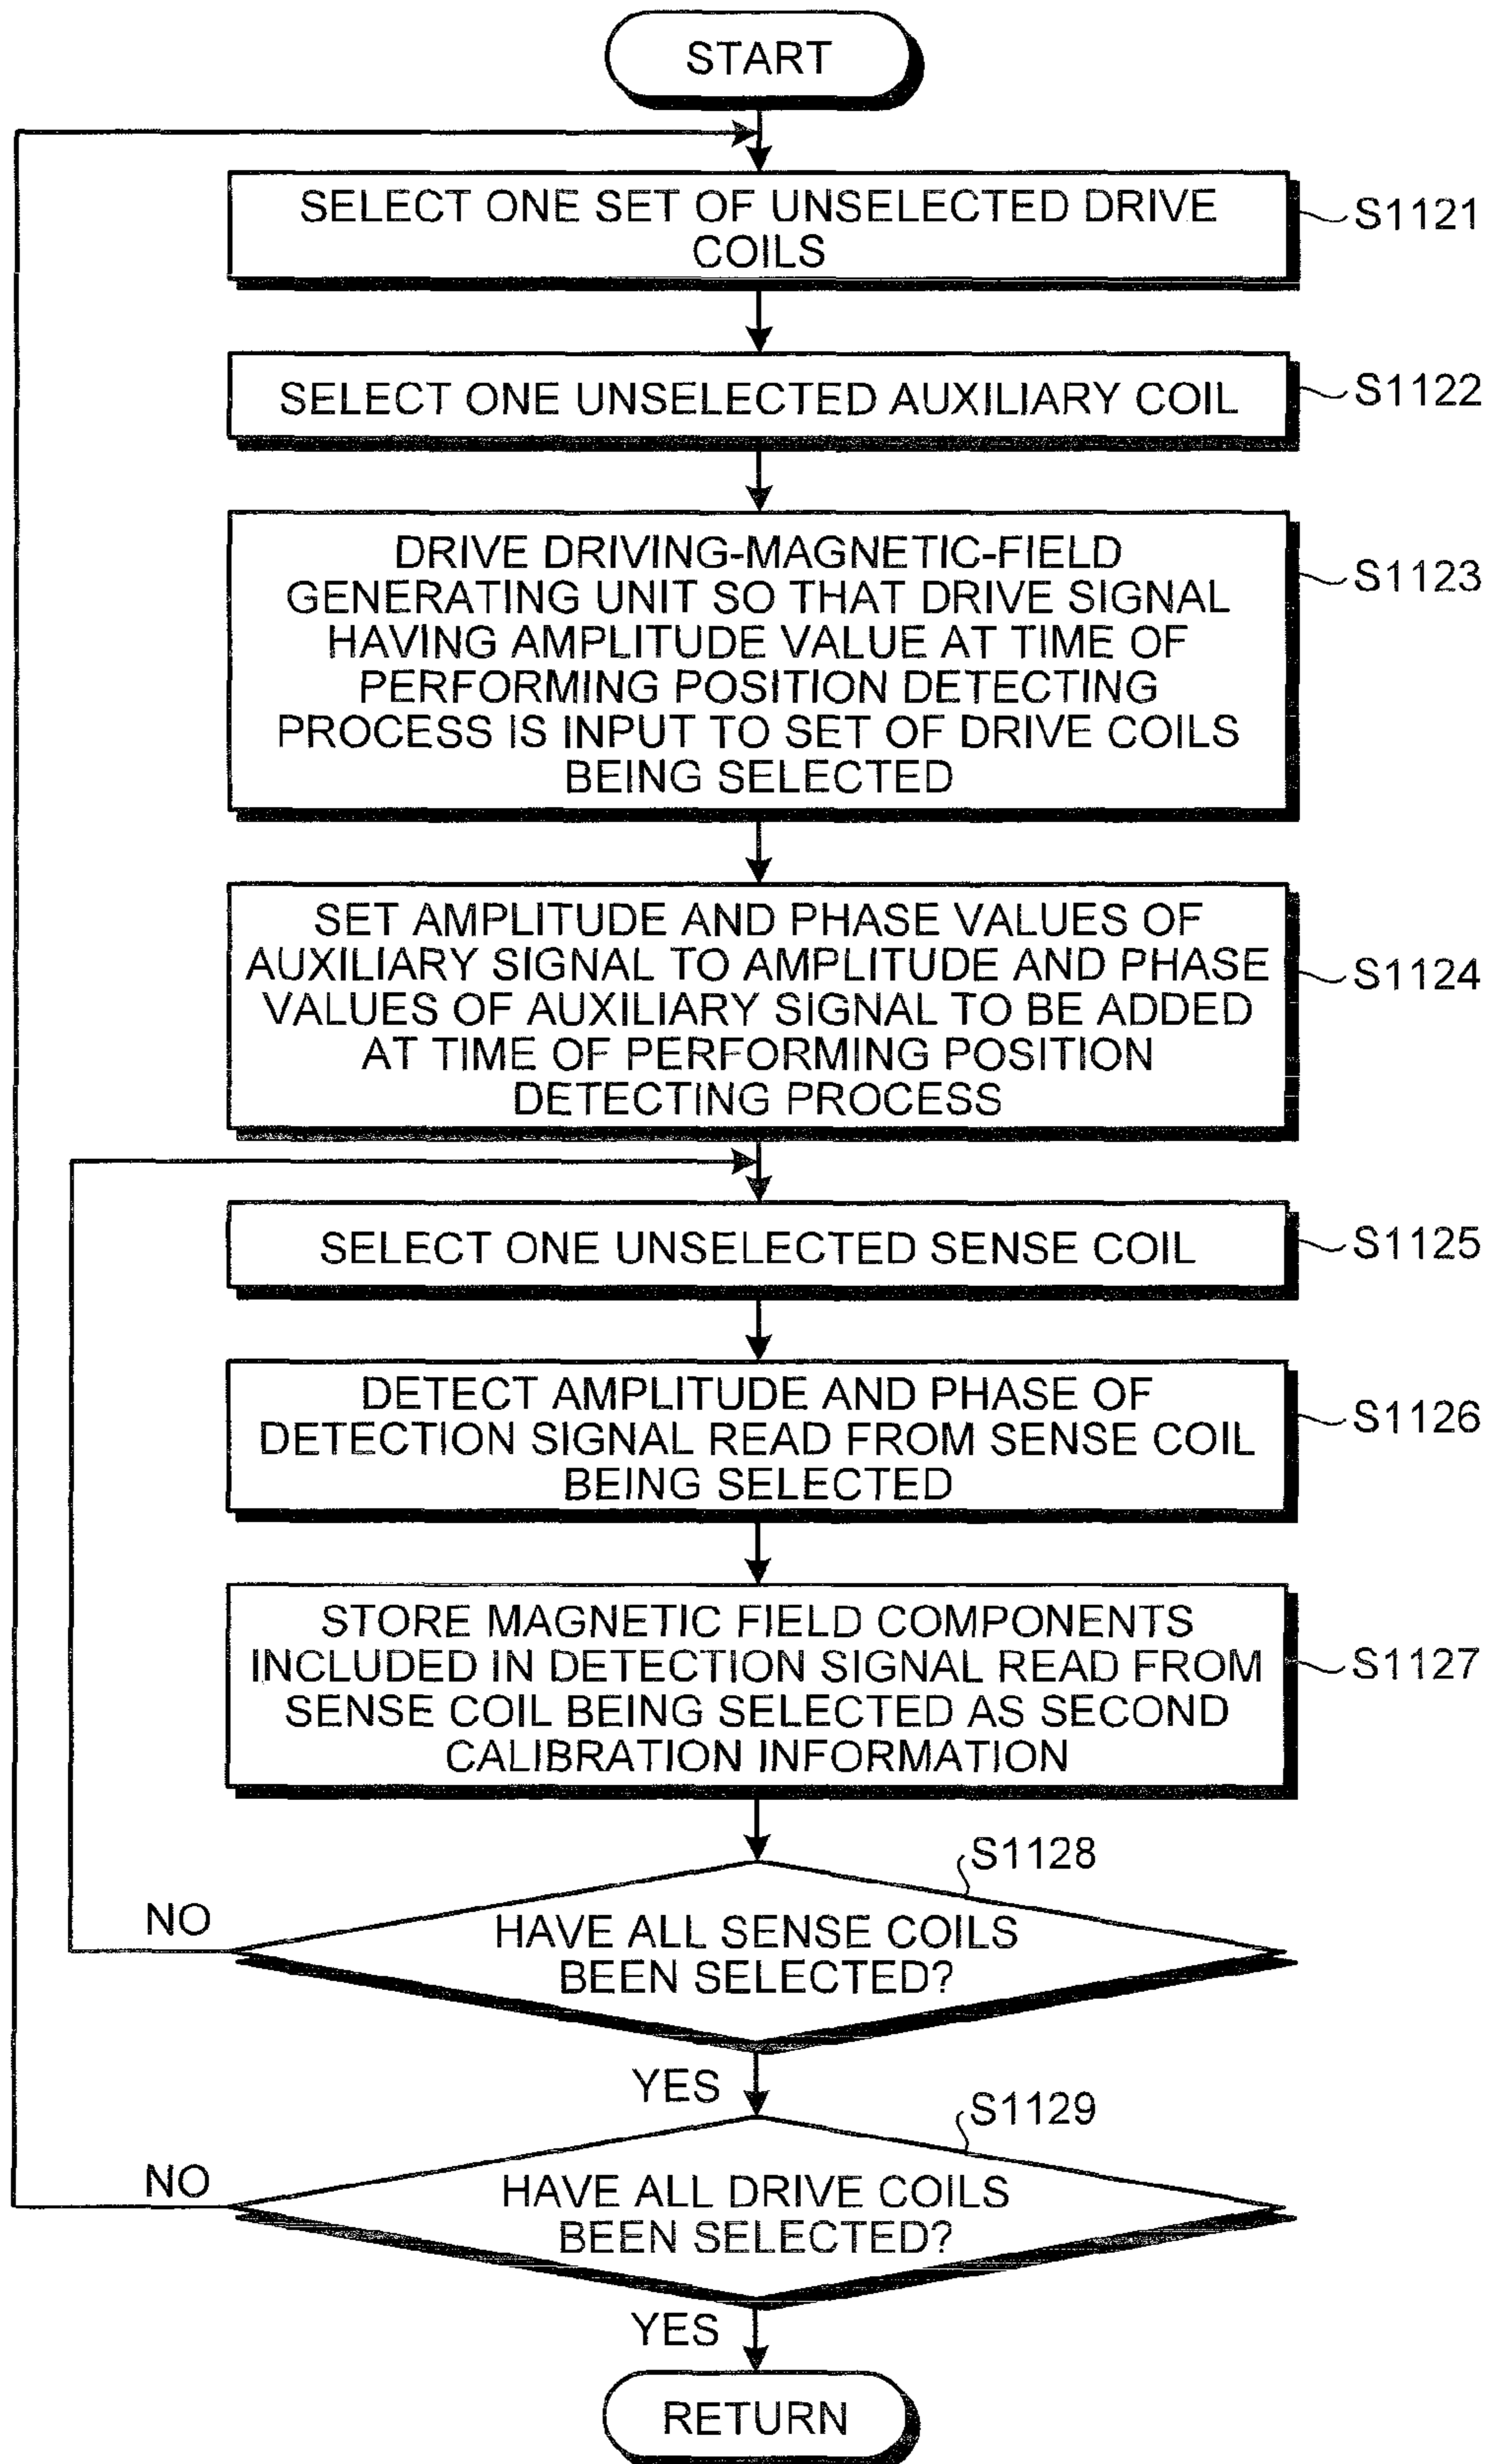 START
SELECT ONE SET OF UNSELECTED DRIVE
COILS
S1121
SELECT ONE UNSELECTED AUXILIARY COIL
S1122
DRIVE DRIVING-MAGNETIC-FIELD
GENERATING UNIT SO THAT DRIVE SIGNAL
HAVING AMPLITUDE VALUE AT TIME OF
PERFORMING POSITION DETECTING
PROCESS IS INPUT TO SET OF DRIVE COILS
BEING SELECTED
S1123
SET AMPLITUDE AND PHASE VALUES OF
AUXILIARY SIGNAL TO AMPLITUDE AND PHASE
VALUES OF AUXILIARY SIGNAL TO BE ADDED
AT TIME OF PERFORMING POSITION
DETECTING PROCESS
S1124
SELECT ONE UNSELECTED SENSE COIL
S1125
DETECT AMPLITUDE AND PHASE OF
DETECTION SIGNAL READ FROM SENSE COIL
BEING SELECTED
S1126
STORE MAGNETIC FIELD COMPONENTS
INCLUDED IN DETECTION SIGNAL READ FROM
SENSE COIL BEING SELECTED AS SECOND
CALIBRATION INFORMATION
S1127
S1128
NO
HAVE ALL SENSE COILS
BEEN SELECTED?
YES
S1129
NO
HAVE ALL DRIVE COILS
BEEN SELECTED?
YES
RETURN